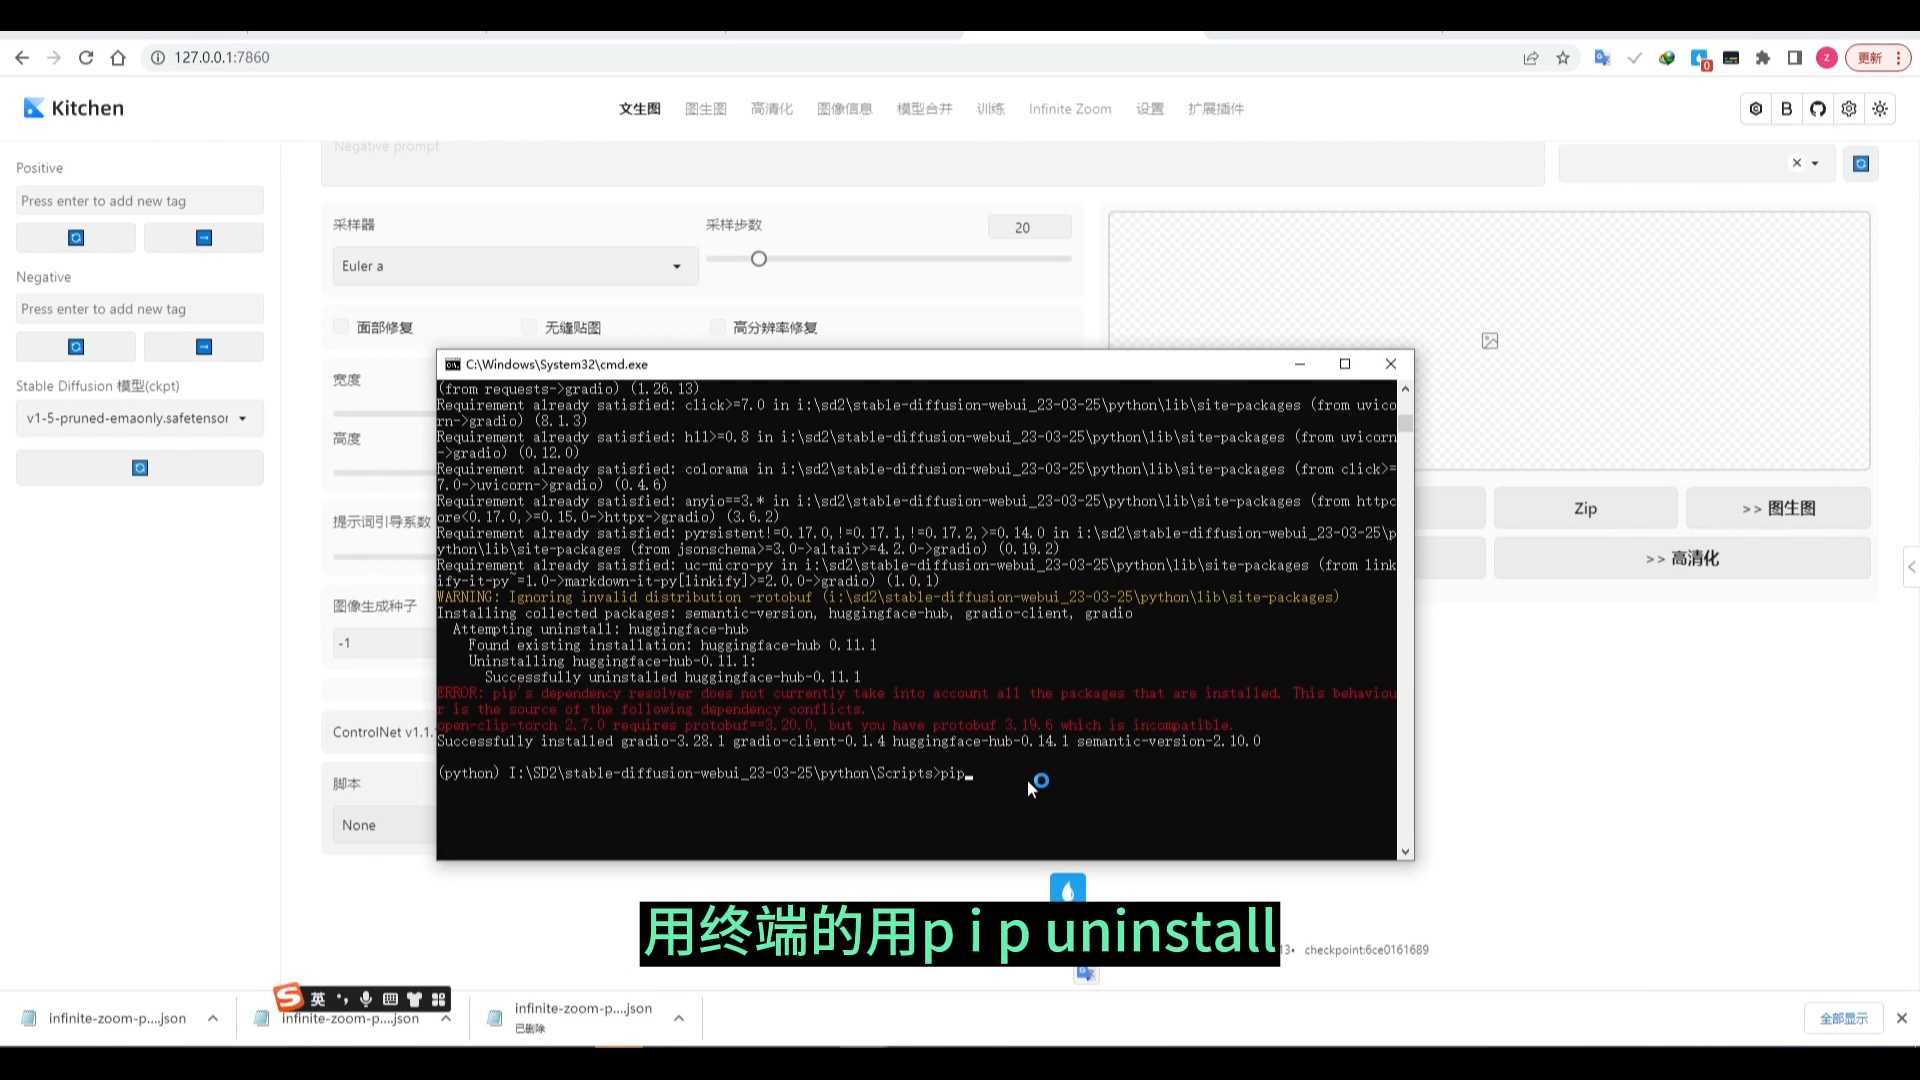 127.0.0.1:7860
更新
Kitchen
文生图 图生图 高清化 图像信息 模型合并 训练 Infinite Zoom 设置 扩展插件
Negative prompt
Positive
Press enter to add new tag
Negative
Press enter to add new tag
Stable Diffusion 模型(ckpt)
v1-5-pruned-emaonly.safetensor
采样器
采样步数
20
Euler a
面部修复
无缝贴图
高分辨率修复
宽度
高度
提示词引导系数
图像生成种子
-1
ControlNet v1.1.
脚本
None
Zip
>> 图生图
>> 高清化
C:\Windows\System32\cmd.exe
(from requests->gradio) (1.26.13)
Requirement already satisfied: click>=7.0 in i:\sd2\stable-diffusion-webui_23-03-25\python\lib\site-packages (from uvico
rn->gradio) (8.1.3)
Requirement already satisfied: h11>=0.8 in i:\sd2\stable-diffusion-webui_23-03-25\python\lib\site-packages (from uvicorn
->gradio) (0.12.0)
Requirement already satisfied: colorama in i:\sd2\stable-diffusion-webui_23-03-25\python\lib\site-packages (from click>=
7.0->uvicorn->gradio) (0.4.6)
Requirement already satisfied: anyio==3.* in i:\sd2\stable-diffusion-webui_23-03-25\python\lib\site-packages (from httpc
ore<0.17.0,>=0.15.0->httpx->gradio) (3.6.2)
Requirement already satisfied: pyrsistent!=0.17.0,!=0.17.1,!=0.17.2,>=0.14.0 in i:\sd2\stable-diffusion-webui_23-03-25\p
ython\lib\site-packages (from jsonschema>=3.0->altair>=4.2.0->gradio) (0.19.2)
Requirement already satisfied: uc-micro-py in i:\sd2\stable-diffusion-webui_23-03-25\python\lib\site-packages (from link
ify-it-py~=1.0->markdown-it-py[linkify]>=2.0.0->gradio) (1.0.1)
WARNING: Ignoring invalid distribution -rotobuf (i:\sd2\stable-diffusion-webui_23-03-25\python\lib\site-packages)
Installing collected packages: semantic-version, huggingface-hub, gradio-client, gradio
Attempting uninstall: huggingface-hub
Found existing installation: huggingface-hub 0.11.1
Uninstalling huggingface-hub-0.11.1:
Successfully uninstalled huggingface-hub-0.11.1
ERROR: pip's dependency resolver does not currently take into account all the packages that are installed. This behaviou
r is the source of the following dependency conflicts.
open-clip-torch 2.7.0 requires protobuf==3.20.0, but you have protobuf 3.19.6 which is incompatible.
Successfully installed gradio-3.28.1 gradio-client-0.1.4 huggingface-hub-0.14.1 semantic-version-2.10.0
(python) I:\SD2\stable-diffusion-webui_23-03-25\python\Scripts>pip_
用终端的用p i p uninstall
checkpoint:6ce0161689
英
infinite-zoom-p....json
infinite-zoom-p....json
infinite-zoom-p....json
已删除
全部显示